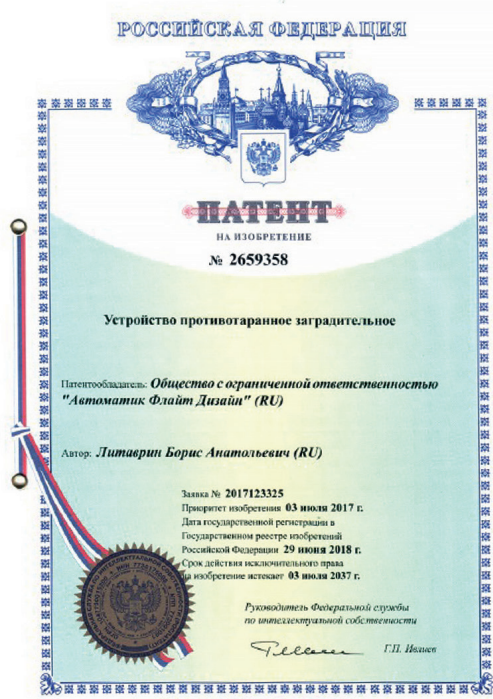 РОССИЙСКАЯ ФЕДЕРАЦИЯ
ПАТЕНТ
НА ИЗОБРЕТЕНИЕ
№ 2659358
Устройство противотаранное заградительное
Патентообладатель: Общество с ограниченной ответственностью
"Автоматик Флайт Дизайн" (RU)
Автор: Литаврин Борис Анатольевич (RU)
Заявка № 2017123325
Приоритет изобретения 03 июля 2017 г.
Дата государственной регистрации в
Государственном реестре изобретений
Российской Федерации 29 июня 2018 г.
Срок действия исключительного права
на изобретение истекает 03 июля 2037 г.
Руководитель Федеральной службы
по интеллектуальной собственности
Г.П. Ивлиев